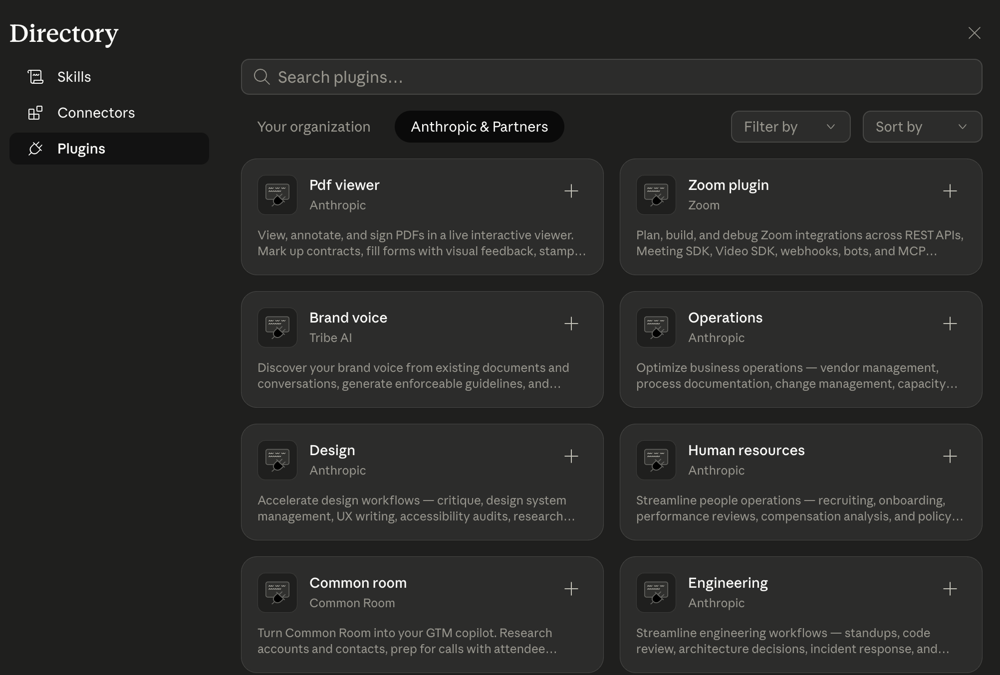 Directory
Skills
Connectors
Plugins
Search plugins...
Your organization
Anthropic & Partners
Filter by
Sort by
Pdf viewer
Anthropic
View, annotate, and sign PDFs in a live interactive viewer.
Mark up contracts, fill forms with visual feedback, stamp...
Zoom plugin
Zoom
Plan, build, and debug Zoom integrations across REST APIs,
Meeting SDK, Video SDK, webhooks, bots, and MCP...
Brand voice
Tribe AI
Discover your brand voice from existing documents and
conversations, generate enforceable guidelines, and...
Operations
Anthropic
Optimize business operations — vendor management,
process documentation, change management, capacity...
Design
Anthropic
Accelerate design workflows — critique, design system
management, UX writing, accessibility audits, research...
Human resources
Anthropic
Streamline people operations — recruiting, onboarding,
performance reviews, compensation analysis, and policy...
Common room
Common Room
Turn Common Room into your GTM copilot. Research
accounts and contacts, prep for calls with attendee...
Engineering
Anthropic
Streamline engineering workflows — standups, code
review, architecture decisions, incident response, and...